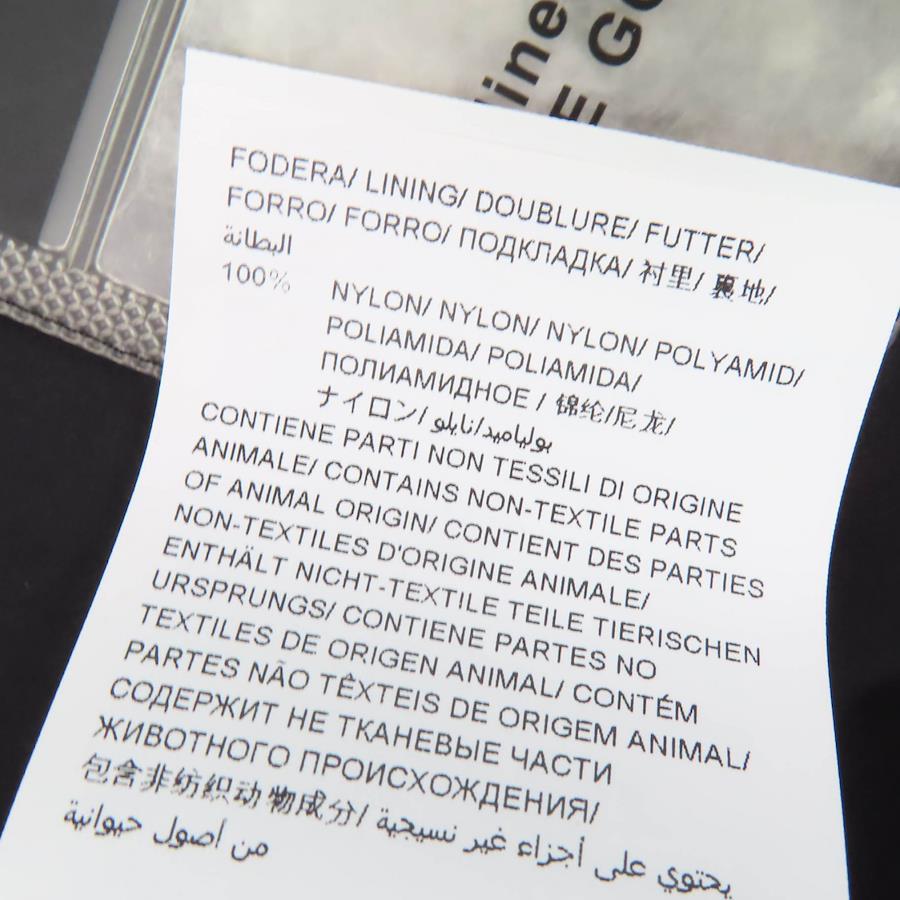 line
E GO
FODERA/ LINING/ DOUBLURE/ FUTTER/
FORRO/ FORRO/ ПОДКЛАДКА/ 衬里/ 裏地/
البطانة
100%
NYLON/ NYLON/ NYLON/ POLYAMID/
POLIAMIDA/ POLIAMIDA/
ПОЛИАМИДНОЕ / 锦纶/尼龙/
ナイロン/ بولياميد/نايلو
CONTIENE PARTI NON TESSILI DI ORIGINE
ANIMALE/ CONTAINS NON-TEXTILE PARTS
OF ANIMAL ORIGIN/ CONTIENT DES PARTIES
NON-TEXTILES D'ORIGINE ANIMALE/
ENTHÄLT NICHT-TEXTILE TEILE TIERISCHEN
URSPRUNGS/ CONTIENE PARTES NO
TEXTILES DE ORIGEN ANIMAL/ CONTÉM
PARTES NÃO TÊXTEIS DE ORIGEM ANIMAL/
СОДЕРЖИТ НЕ ТКАНЕВЫЕ ЧАСТИ
ЖИВОТНОГО ПРОИСХОЖДЕНИЯ/
包含非纺织动物成分/ يحتوي على أجزاء غير نسيجية
من أصول حيوانية